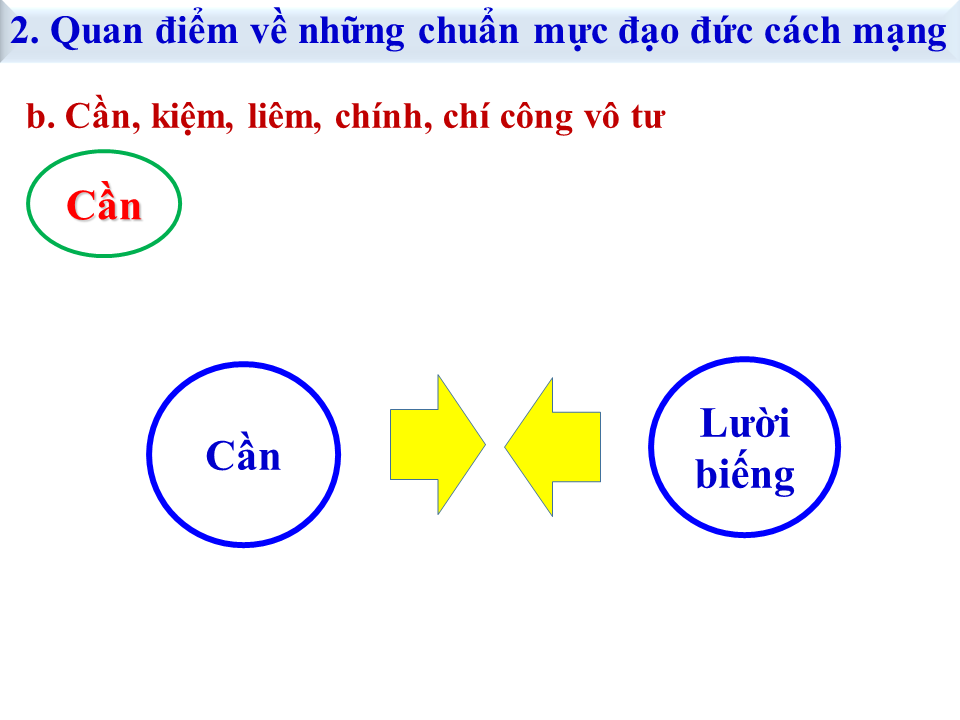 2. Quan điểm về những chuẩn mực đạo đức cách mạng
b. Cần, kiệm, liêm, chính, chí công vô tư
Cần
Cần
Lười
biếng